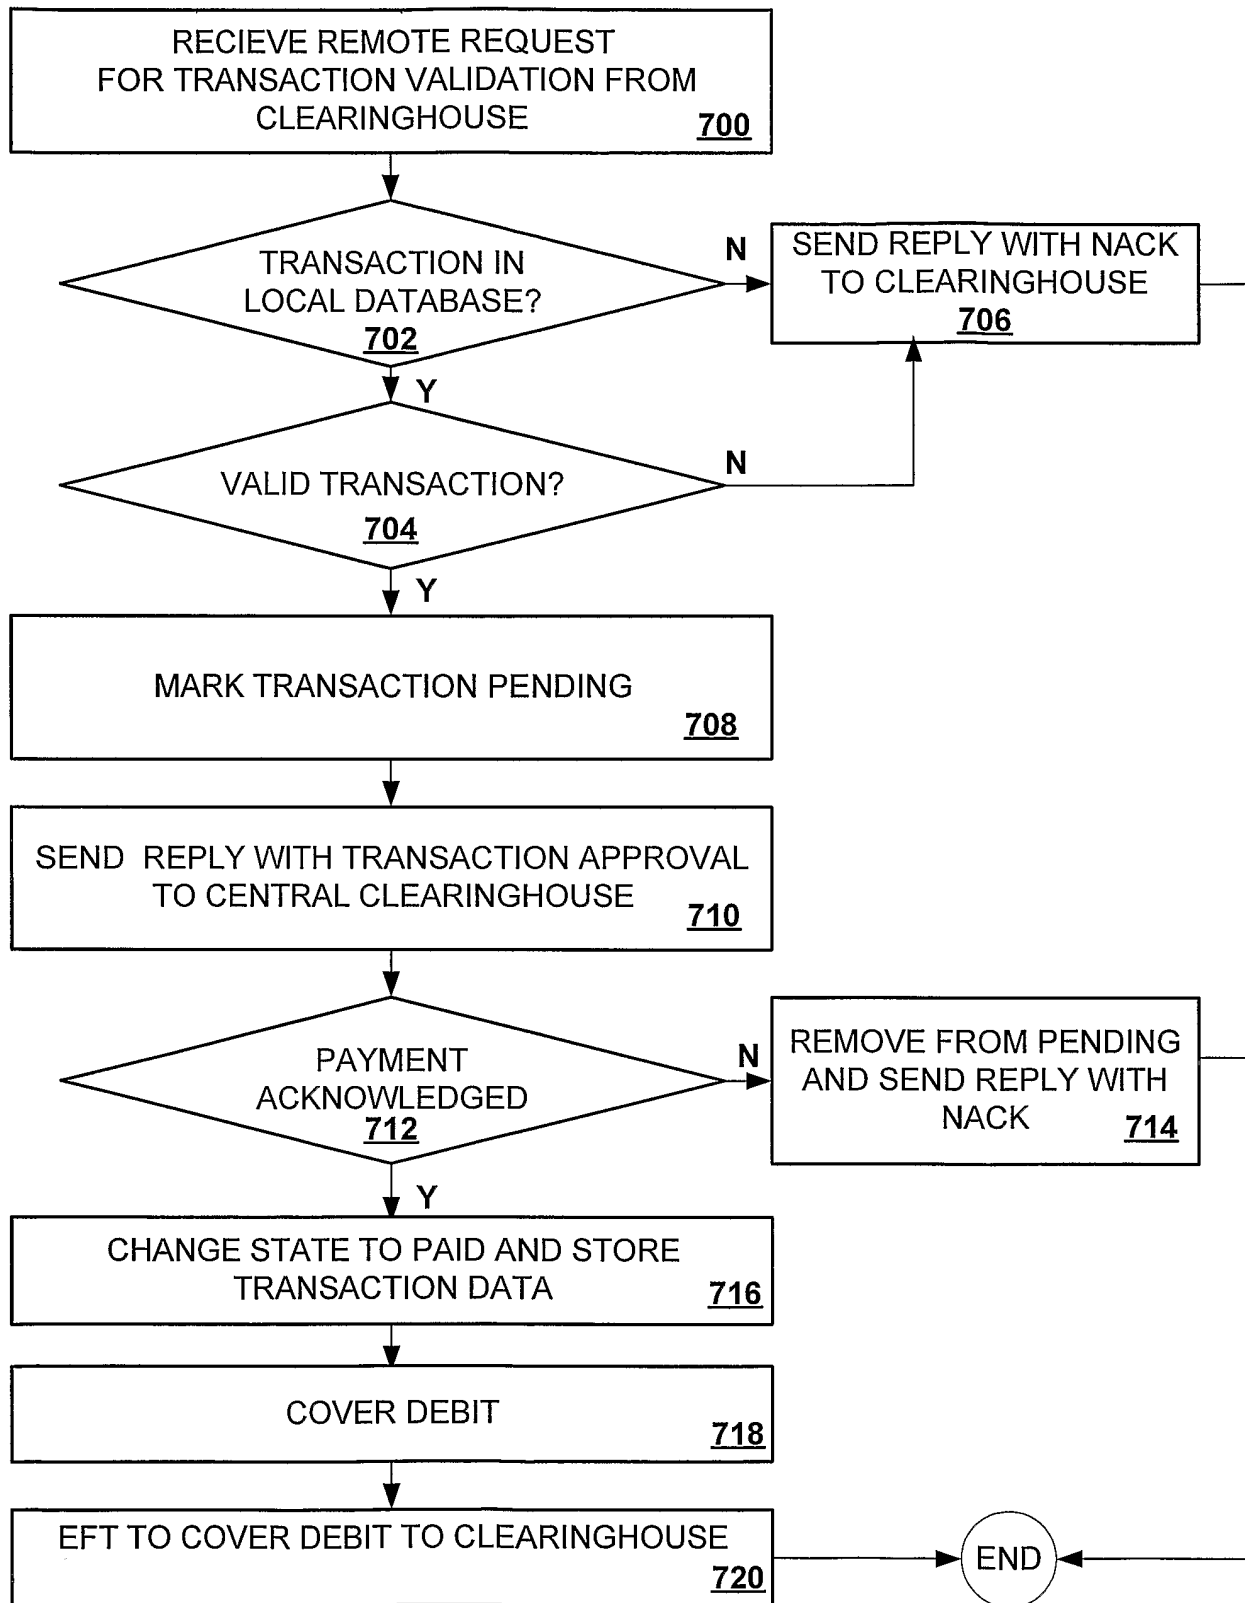 RECIEVE REMOTE REQUEST
FOR TRANSACTION VALIDATION FROM
CLEARINGHOUSE
700
TRANSACTION IN
LOCAL DATABASE?
702
N
SEND REPLY WITH NACK
TO CLEARINGHOUSE
706
Y
VALID TRANSACTION?
704
N
Y
MARK TRANSACTION PENDING
708
SEND REPLY WITH TRANSACTION APPROVAL
TO CENTRAL CLEARINGHOUSE
710
PAYMENT
ACKNOWLEDGED
712
N
REMOVE FROM PENDING
AND SEND REPLY WITH
NACK
714
Y
CHANGE STATE TO PAID AND STORE
TRANSACTION DATA
716
COVER DEBIT
718
EFT TO COVER DEBIT TO CLEARINGHOUSE
720
END